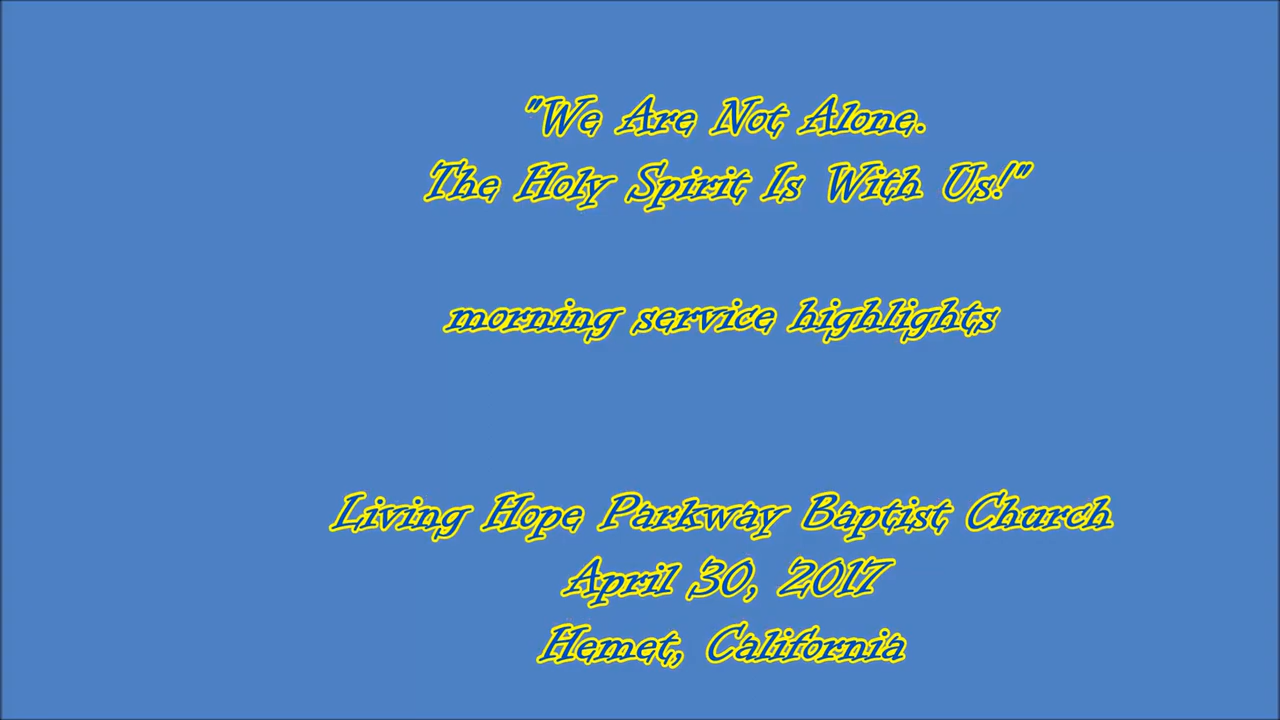 "We Are Not Alone.
The Holy Spirit Is With Us!"
morning service highlights
Living Hope Parkway Baptist Church
April 30, 2017
Hemet, California